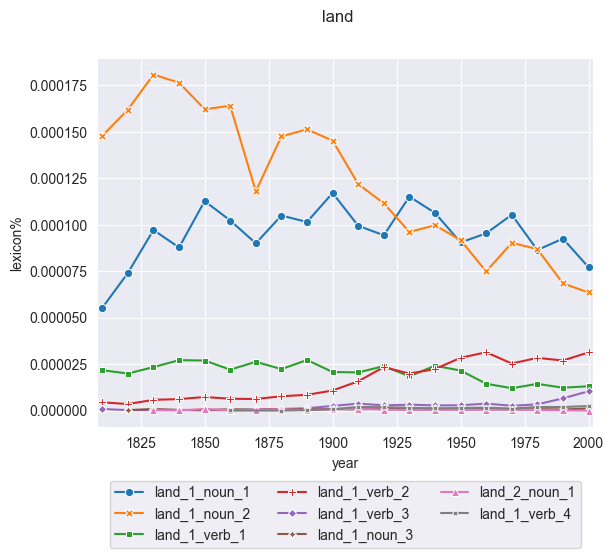 land
0.000175
0.000150
0.000125
0.000100
0.000075
0.000050
0.000025
0.000000
lexicon%
1825 1850 1875 1900 1925 1950 1975 2000
year
land_1_noun_1 land_1_verb_2 land_2_noun_1
land_1_noun_2 land_1_verb_3 land_1_verb_4
land_1_verb_1 land_1_noun_3